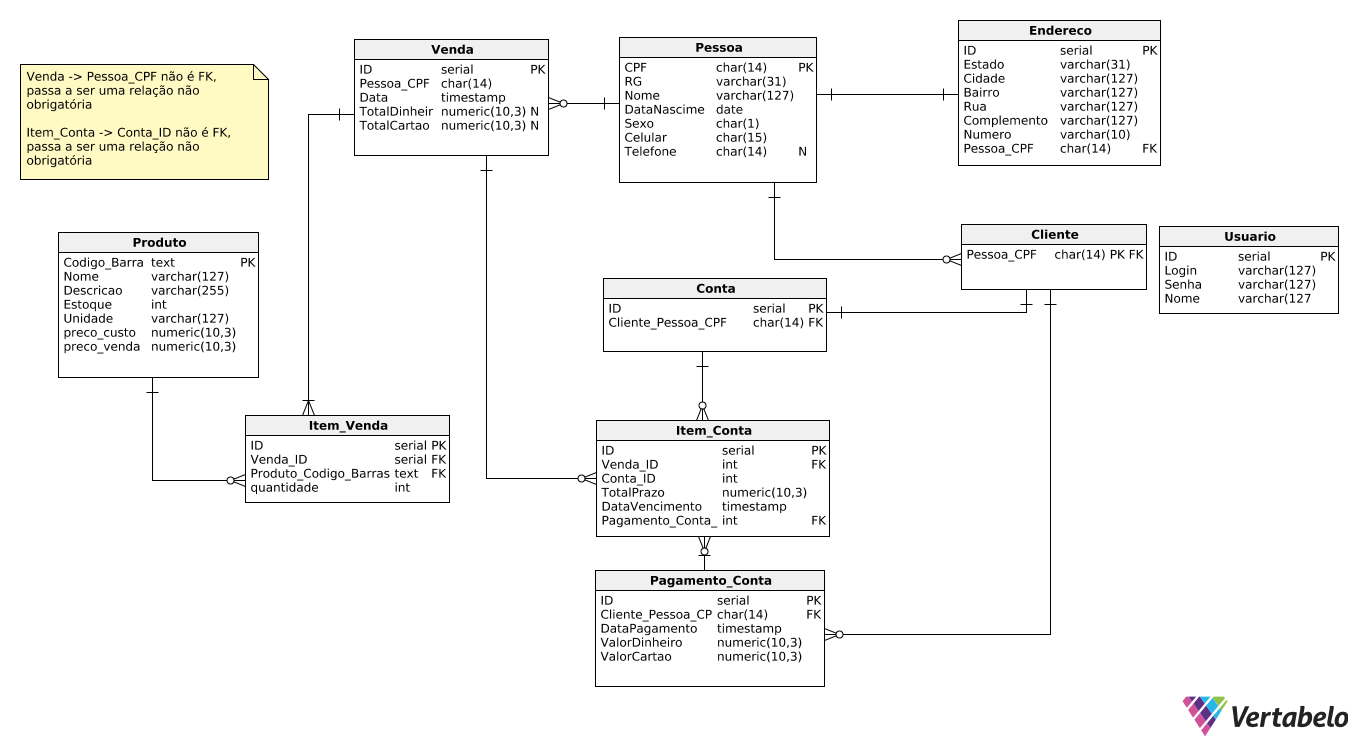 Venda -> Pessoa_CPF não é FK,
passa a ser uma relação não
obrigatória
Item_Conta -> Conta_ID não é FK,
passa a ser uma relação não
obrigatória
Venda
ID serial PK
Pessoa_CPF char(14)
Data timestamp
TotalDinheir numeric(10,3) N
TotalCartao numeric(10,3) N
Pessoa
CPF char(14) PK
RG varchar(31)
Nome varchar(127)
DataNascime date
Sexo char(1)
Celular char(15)
Telefone char(14) N
Endereco
ID serial PK
Estado varchar(31)
Cidade varchar(127)
Bairro varchar(127)
Rua varchar(127)
Complemento varchar(127)
Numero varchar(10)
Pessoa_CPF char(14) FK
Produto
Codigo_Barra text PK
Nome varchar(127)
Descricao varchar(255)
Estoque int
Unidade varchar(127)
preco_custo numeric(10,3)
preco_venda numeric(10,3)
Conta
ID serial PK
Cliente_Pessoa_CPF char(14) FK
Cliente
Pessoa_CPF char(14) PK FK
Usuario
ID serial PK
Login varchar(127)
Senha varchar(127)
Nome varchar(127
Item_Venda
ID serial PK
Venda_ID serial FK
Produto_Codigo_Barras text FK
quantidade int
Item_Conta
ID serial PK
Venda_ID int FK
Conta_ID int
TotalPrazo numeric(10,3)
DataVencimento timestamp
Pagamento_Conta_ int FK
Pagamento_Conta
ID serial PK
Cliente_Pessoa_CP char(14) FK
DataPagamento timestamp
ValorDinheiro numeric(10,3)
ValorCartao numeric(10,3)
Vertabelo